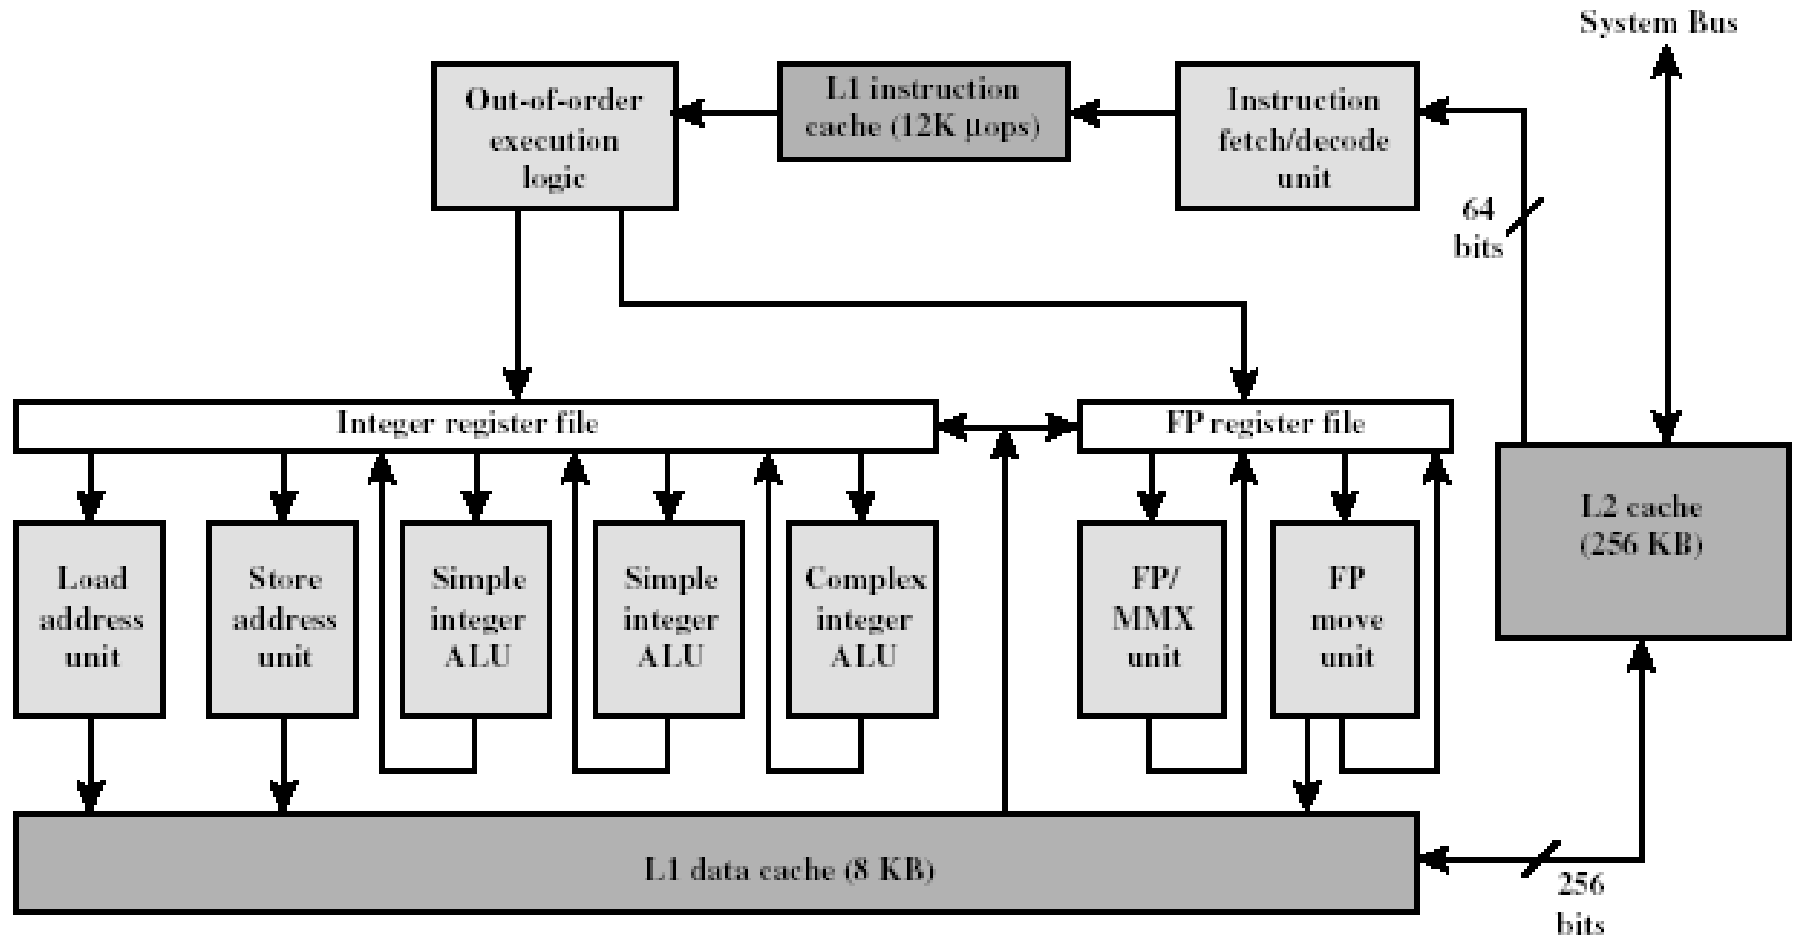 System Bus
Out-of-order
execution
logic
L1 instruction
cache (12K μops)
Instruction
fetch/decode
unit
64
bits
Integer register file
FP register file
L2 cache
(256 KB)
Load
address
unit
Store
address
unit
Simple
integer
ALU
Simple
integer
ALU
Complex
integer
ALU
FP/
MMX
unit
FP
move
unit
L1 data cache (8 KB)
256
bits